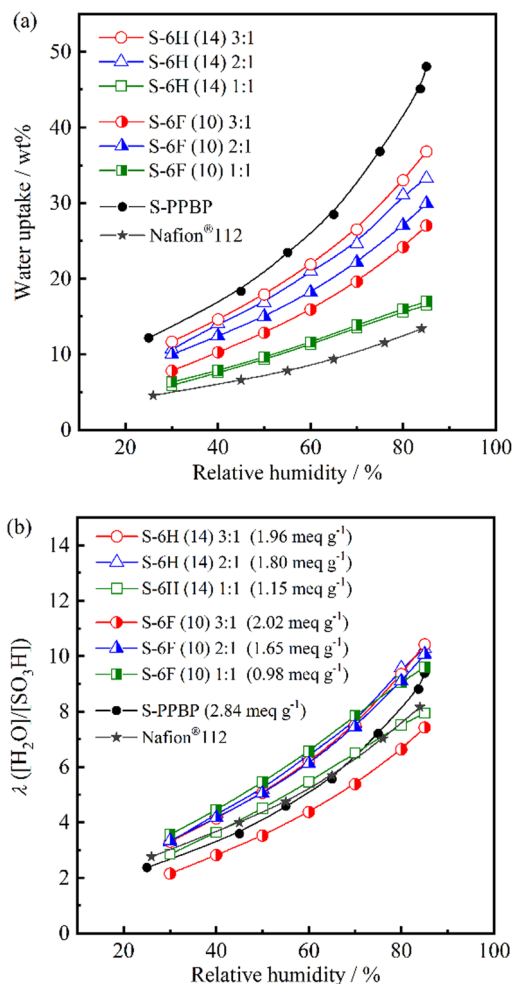 (a)
S-6H (14) 3:1
S-6H (14) 2:1
S-6H (14) 1:1
S-6F (10) 3:1
S-6F (10) 2:1
S-6F (10) 1:1
S-PPBP
Nafion®112
Water uptake / wt%
50
40
30
20
10
0
20 40 60 80 100
Relative humidity / %
(b)
S-6H (14) 3:1 (1.96 meq g⁻¹)
S-6H (14) 2:1 (1.80 meq g⁻¹)
S-6H (14) 1:1 (1.15 meq g⁻¹)
S-6F (10) 3:1 (2.02 meq g⁻¹)
S-6F (10) 2:1 (1.65 meq g⁻¹)
S-6F (10) 1:1 (0.98 meq g⁻¹)
S-PPBP (2.84 meq g⁻¹)
Nafion®112
λ ([H₂O]/[SO₃H])
14
12
10
8
6
4
2
0
20 40 60 80 100
Relative humidity / %